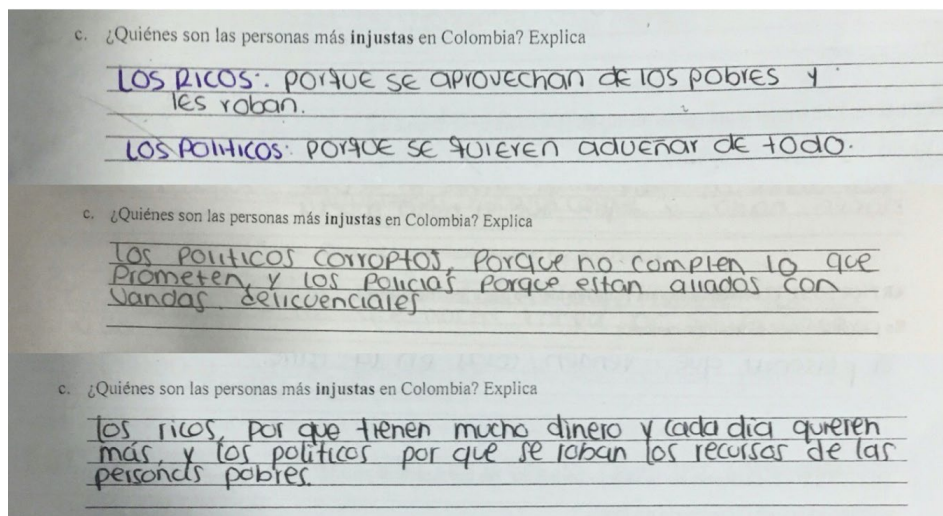 c. ¿Quiénes son las personas más injustas en Colombia? Explica
LOS RICOS: PORQUE SE APROVECHAN DE LOS POBRES Y
LES ROBAN.
LOS POLITICOS: PORQUE SE QUIEREN ADUEÑAR DE TODO.
c. ¿Quiénes son las personas más injustas en Colombia? Explica
Los politicos corroptos, Porque no complen lo que
Prometen, y los Policias porque estan aliados con
Vandas delicuenciales
c. ¿Quiénes son las personas más injustas en Colombia? Explica
los ricos, por que tienen mucho dinero y cada dia quieren
más, y los politicos por que se roban los recursos de las
personas pobres.